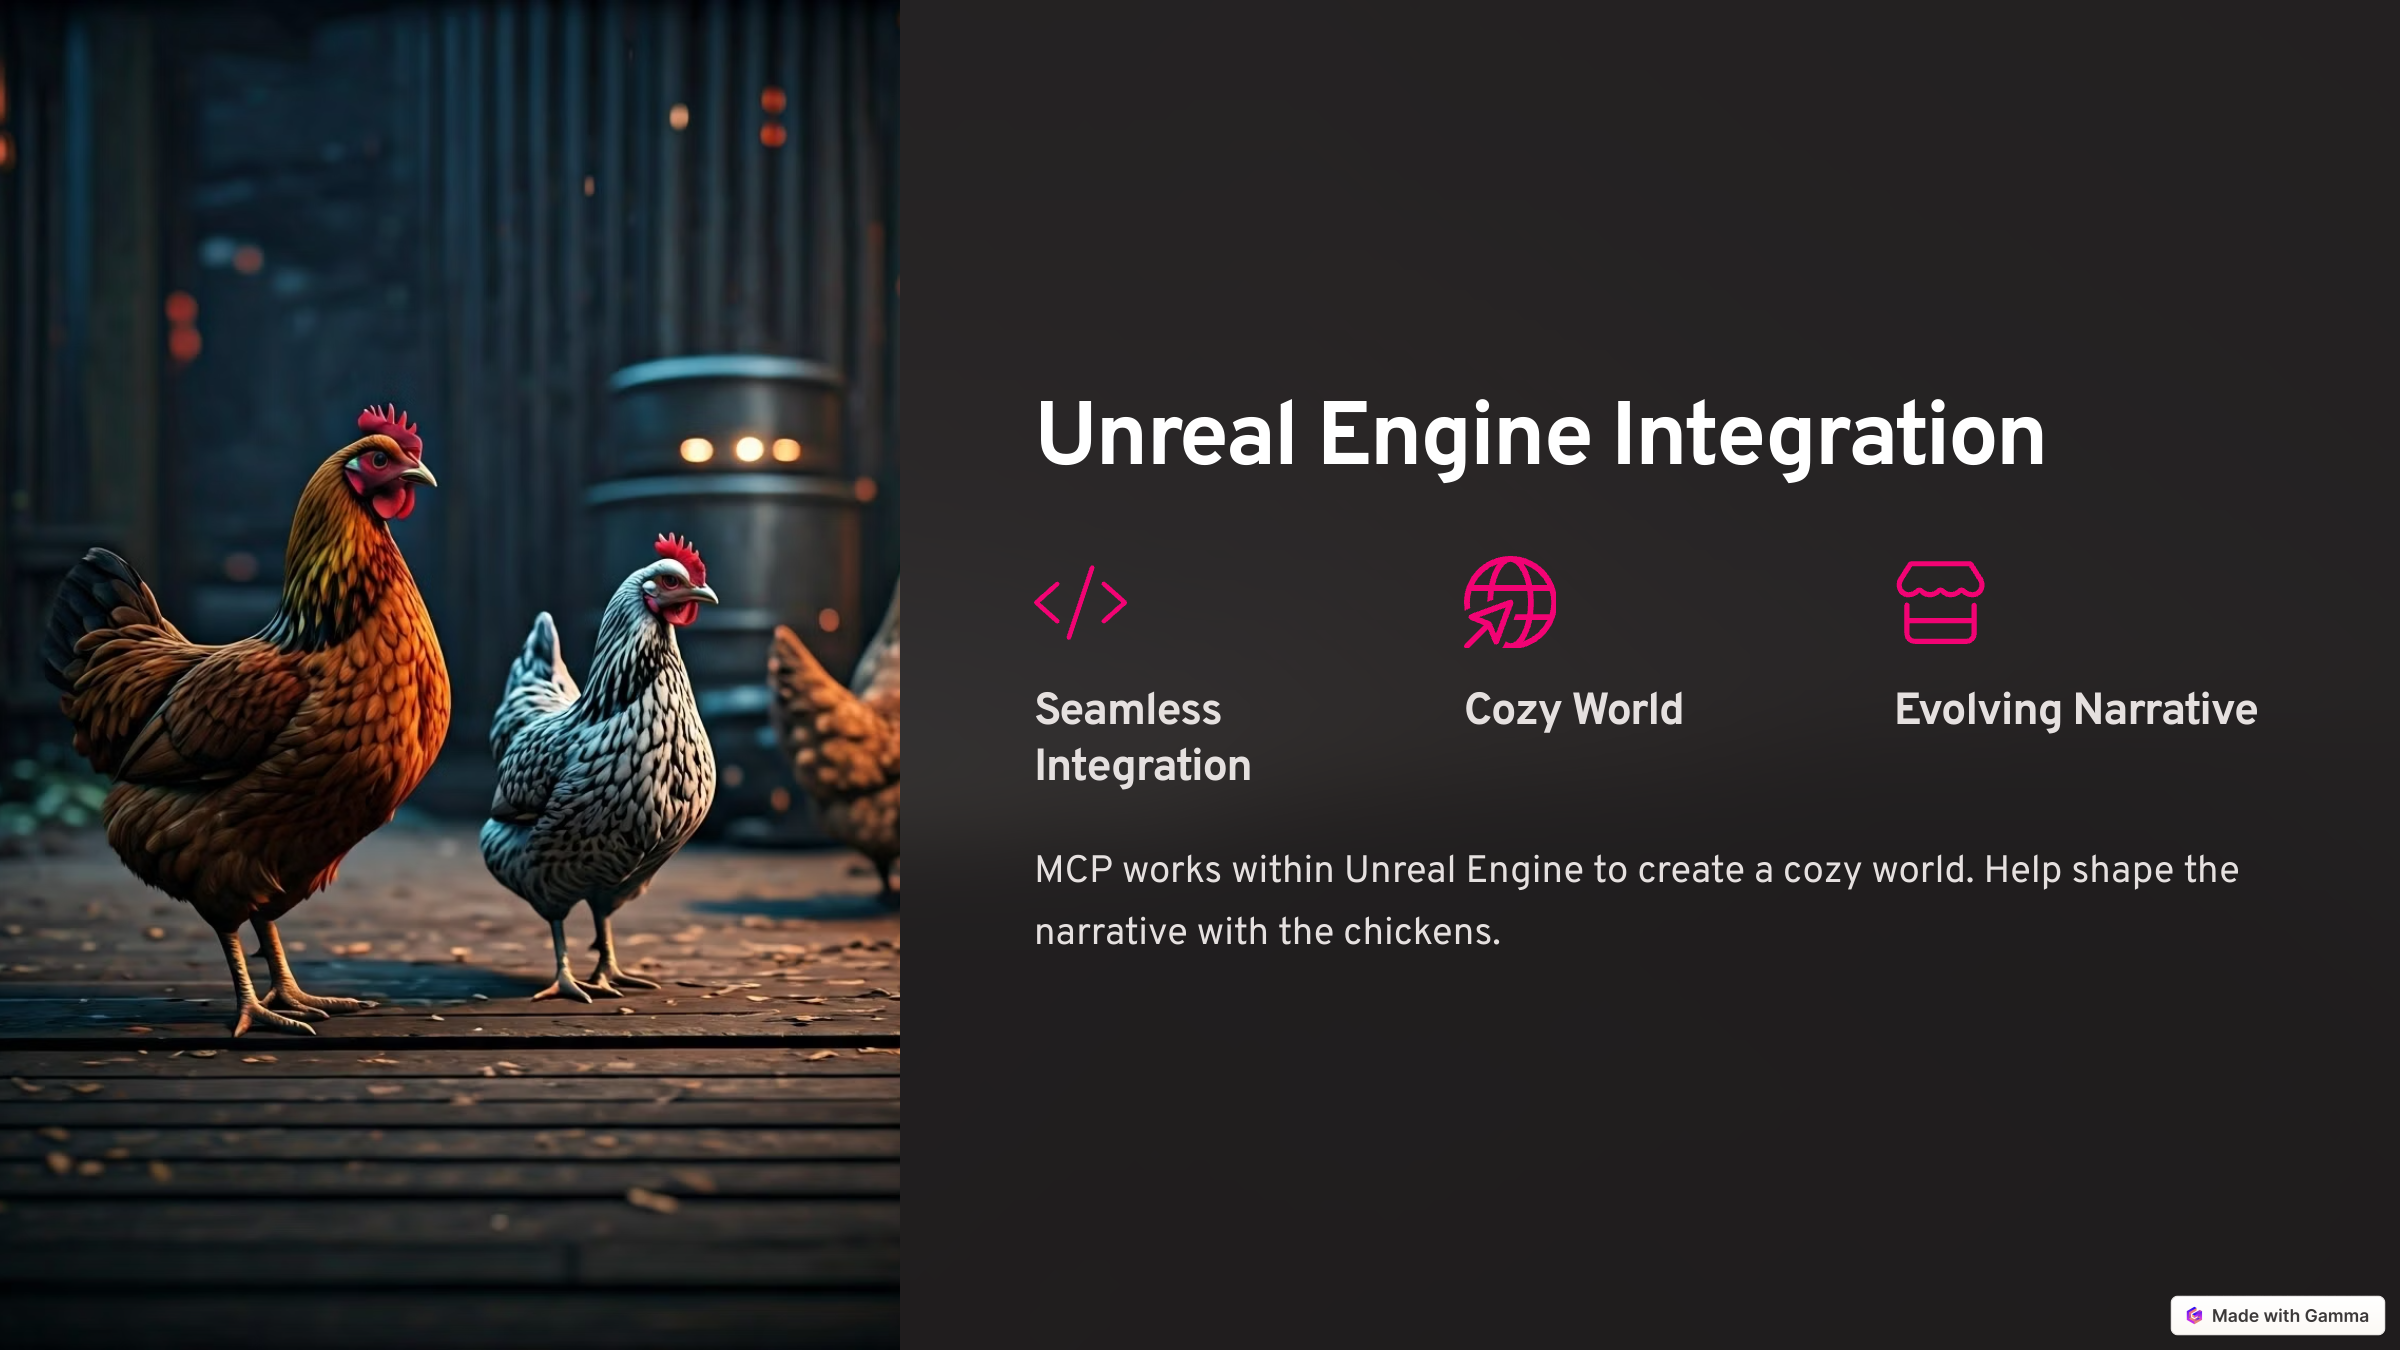 Unreal Engine Integration
Seamless
Integration
Cozy World
Evolving Narrative
MCP works within Unreal Engine to create a cozy world. Help shape the
narrative with the chickens.
Made with Gamma